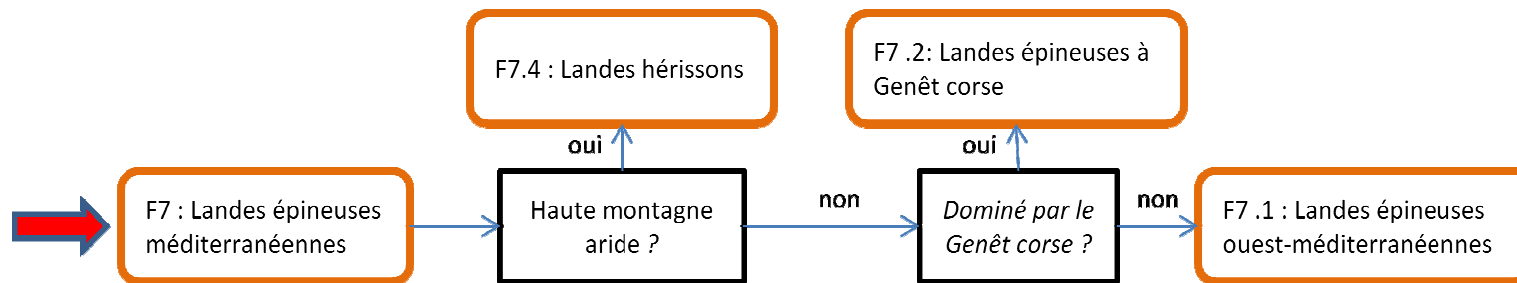 F7.4 : Landes hérissons
F7 .2: Landes épineuses à
Genêt corse
oui
oui
F7 : Landes épineuses
méditerranéennes
Haute montagne
aride ?
non
Dominé par le
Genêt corse ?
non
F7 .1 : Landes épineuses
ouest-méditerranéennes